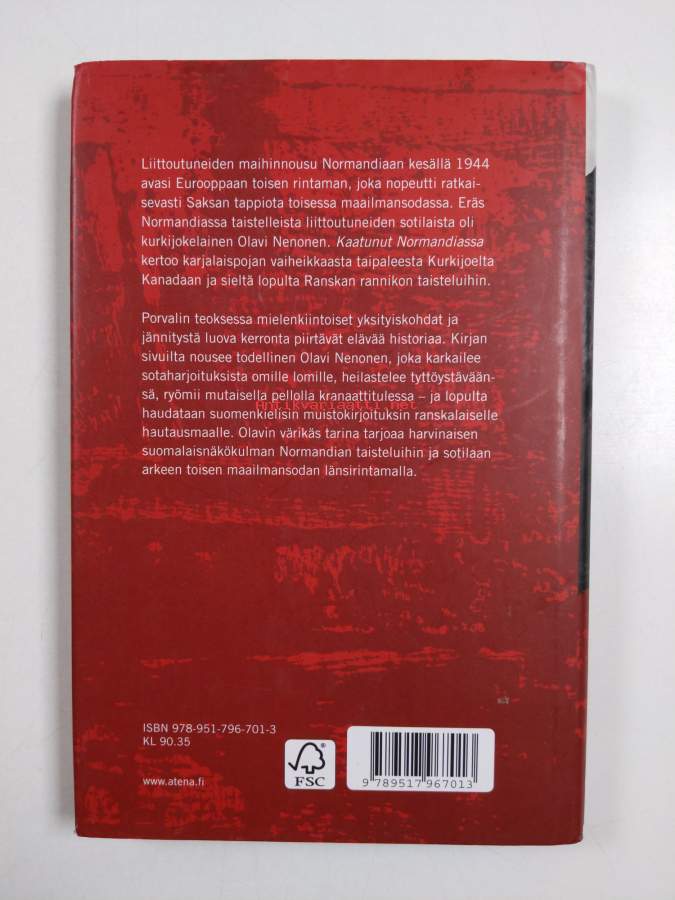 Liittoutuneiden maihinnousu Normandiaan kesällä 1944
avasi Eurooppaan toisen rintaman, joka nopeutti ratkai-
sevasti Saksan tappiota toisessa maailmansodassa. Eräs
Normandiassa taistelleista liittoutuneiden sotilaista oli
kurkijokelainen Olavi Nenonen. Kaatunut Normandiassa
kertoo karjalaispojan vaiheikkaasta taipaleesta Kurkijoelta
Kanadaan ja sieltä lopulta Ranskan rannikon taisteluihin.
Porvalin teoksessa mielenkiintoiset yksityiskohdat ja
jännitystä luova kerronta piirtävät elävää historiaa. Kirjan
sivuilta nousee todellinen Olavi Nenonen, joka karkailee
sotaharjoituksista omille lomille, heilastelee tyttöystävään-
sä, ryömii mutaisella pellolla kranaattitulessa – ja lopulta
antikvariaatti.net
haudataan suomenkielisin muistokirjoituksin ranskalaiselle
hautausmaalle. Olavin värikäs tarina tarjoaa harvinaisen
suomalaisnäkökulman Normandian taisteluihin ja sotilaan
arkeen toisen maailmansodan länsirintamalla.
ISBN 978-951-796-701-3
KL 90.35
www.atena.fi
FSC
9 789517 967013